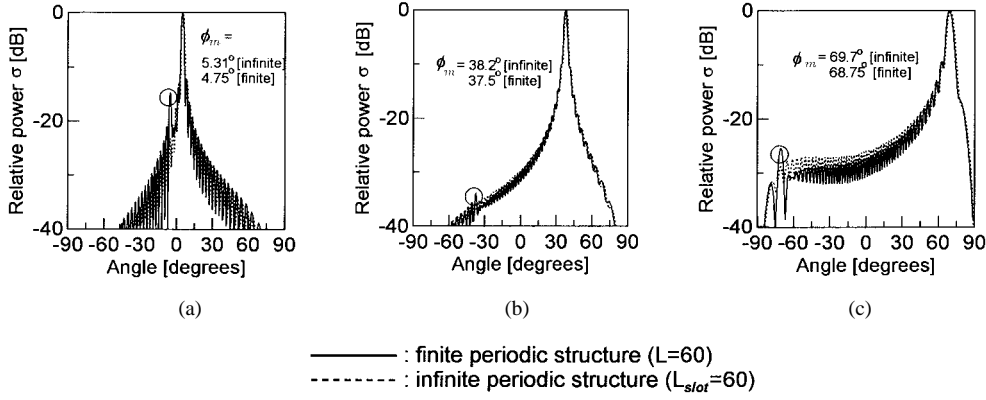 Relative power σ [dB]
0
-20
-40
ϕm =
5.31° [infinite]
4.75° [finite]
-90 -60 -30 0 30 60 90
Angle [degrees]
(a)
Relative power σ [dB]
0
-20
-40
ϕm = 38.2° [infinite]
37.5° [finite]
-90 -60 -30 0 30 60 90
Angle [degrees]
(b)
Relative power σ [dB]
0
-20
-40
ϕm = 69.7° [infinite]
68.75° [finite]
-90 -60 -30 0 30 60 90
Angle [degrees]
(c)
: finite periodic structure (L=60)
: infinite periodic structure (Lslot=60)